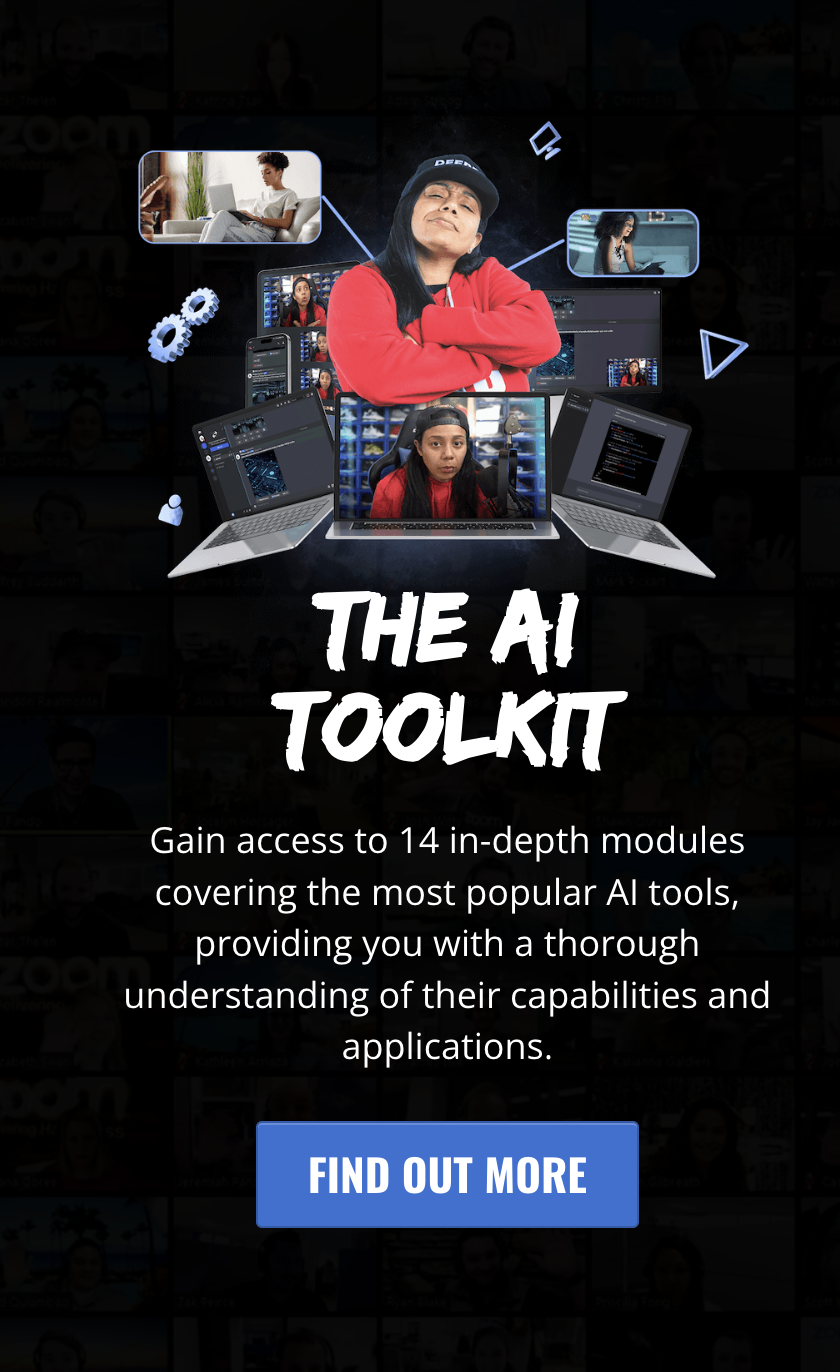 THE AI
TOOLKIT
Gain access to 14 in-depth modules
covering the most popular AI tools,
providing you with a thorough
understanding of their capabilities and
applications.
FIND OUT MORE